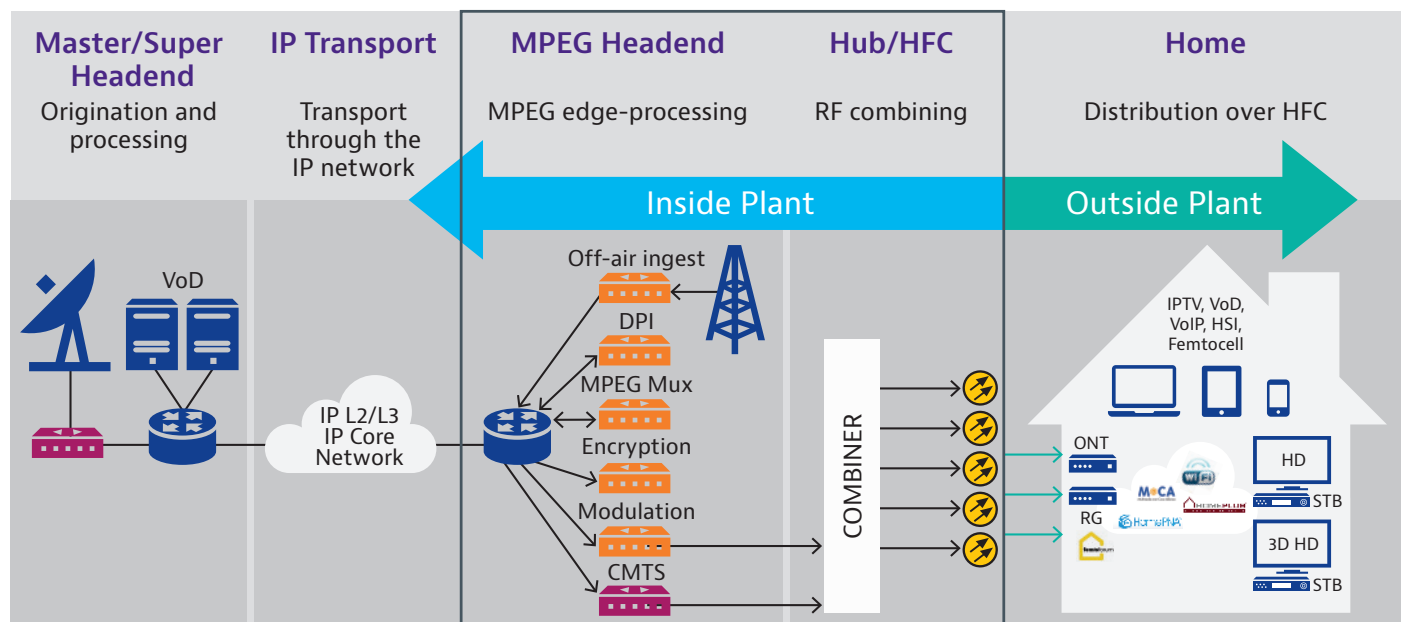 Master/Super
Headend
Origination and
processing
IP Transport
Transport
through the
IP network
MPEG Headend
MPEG edge-processing
Hub/HFC
RF combining
Home
Distribution over HFC
Inside Plant
Outside Plant
VoD
IP L2/L3
IP Core
Network
Off-air ingest
DPI
MPEG Mux
Encryption
Modulation
CMTS
COMBINER
IPTV, VoD,
VoIP, HSI,
Femtocell
ONT
RG
WiFi
MoCA
HomePNA
HD
STB
3D HD
STB